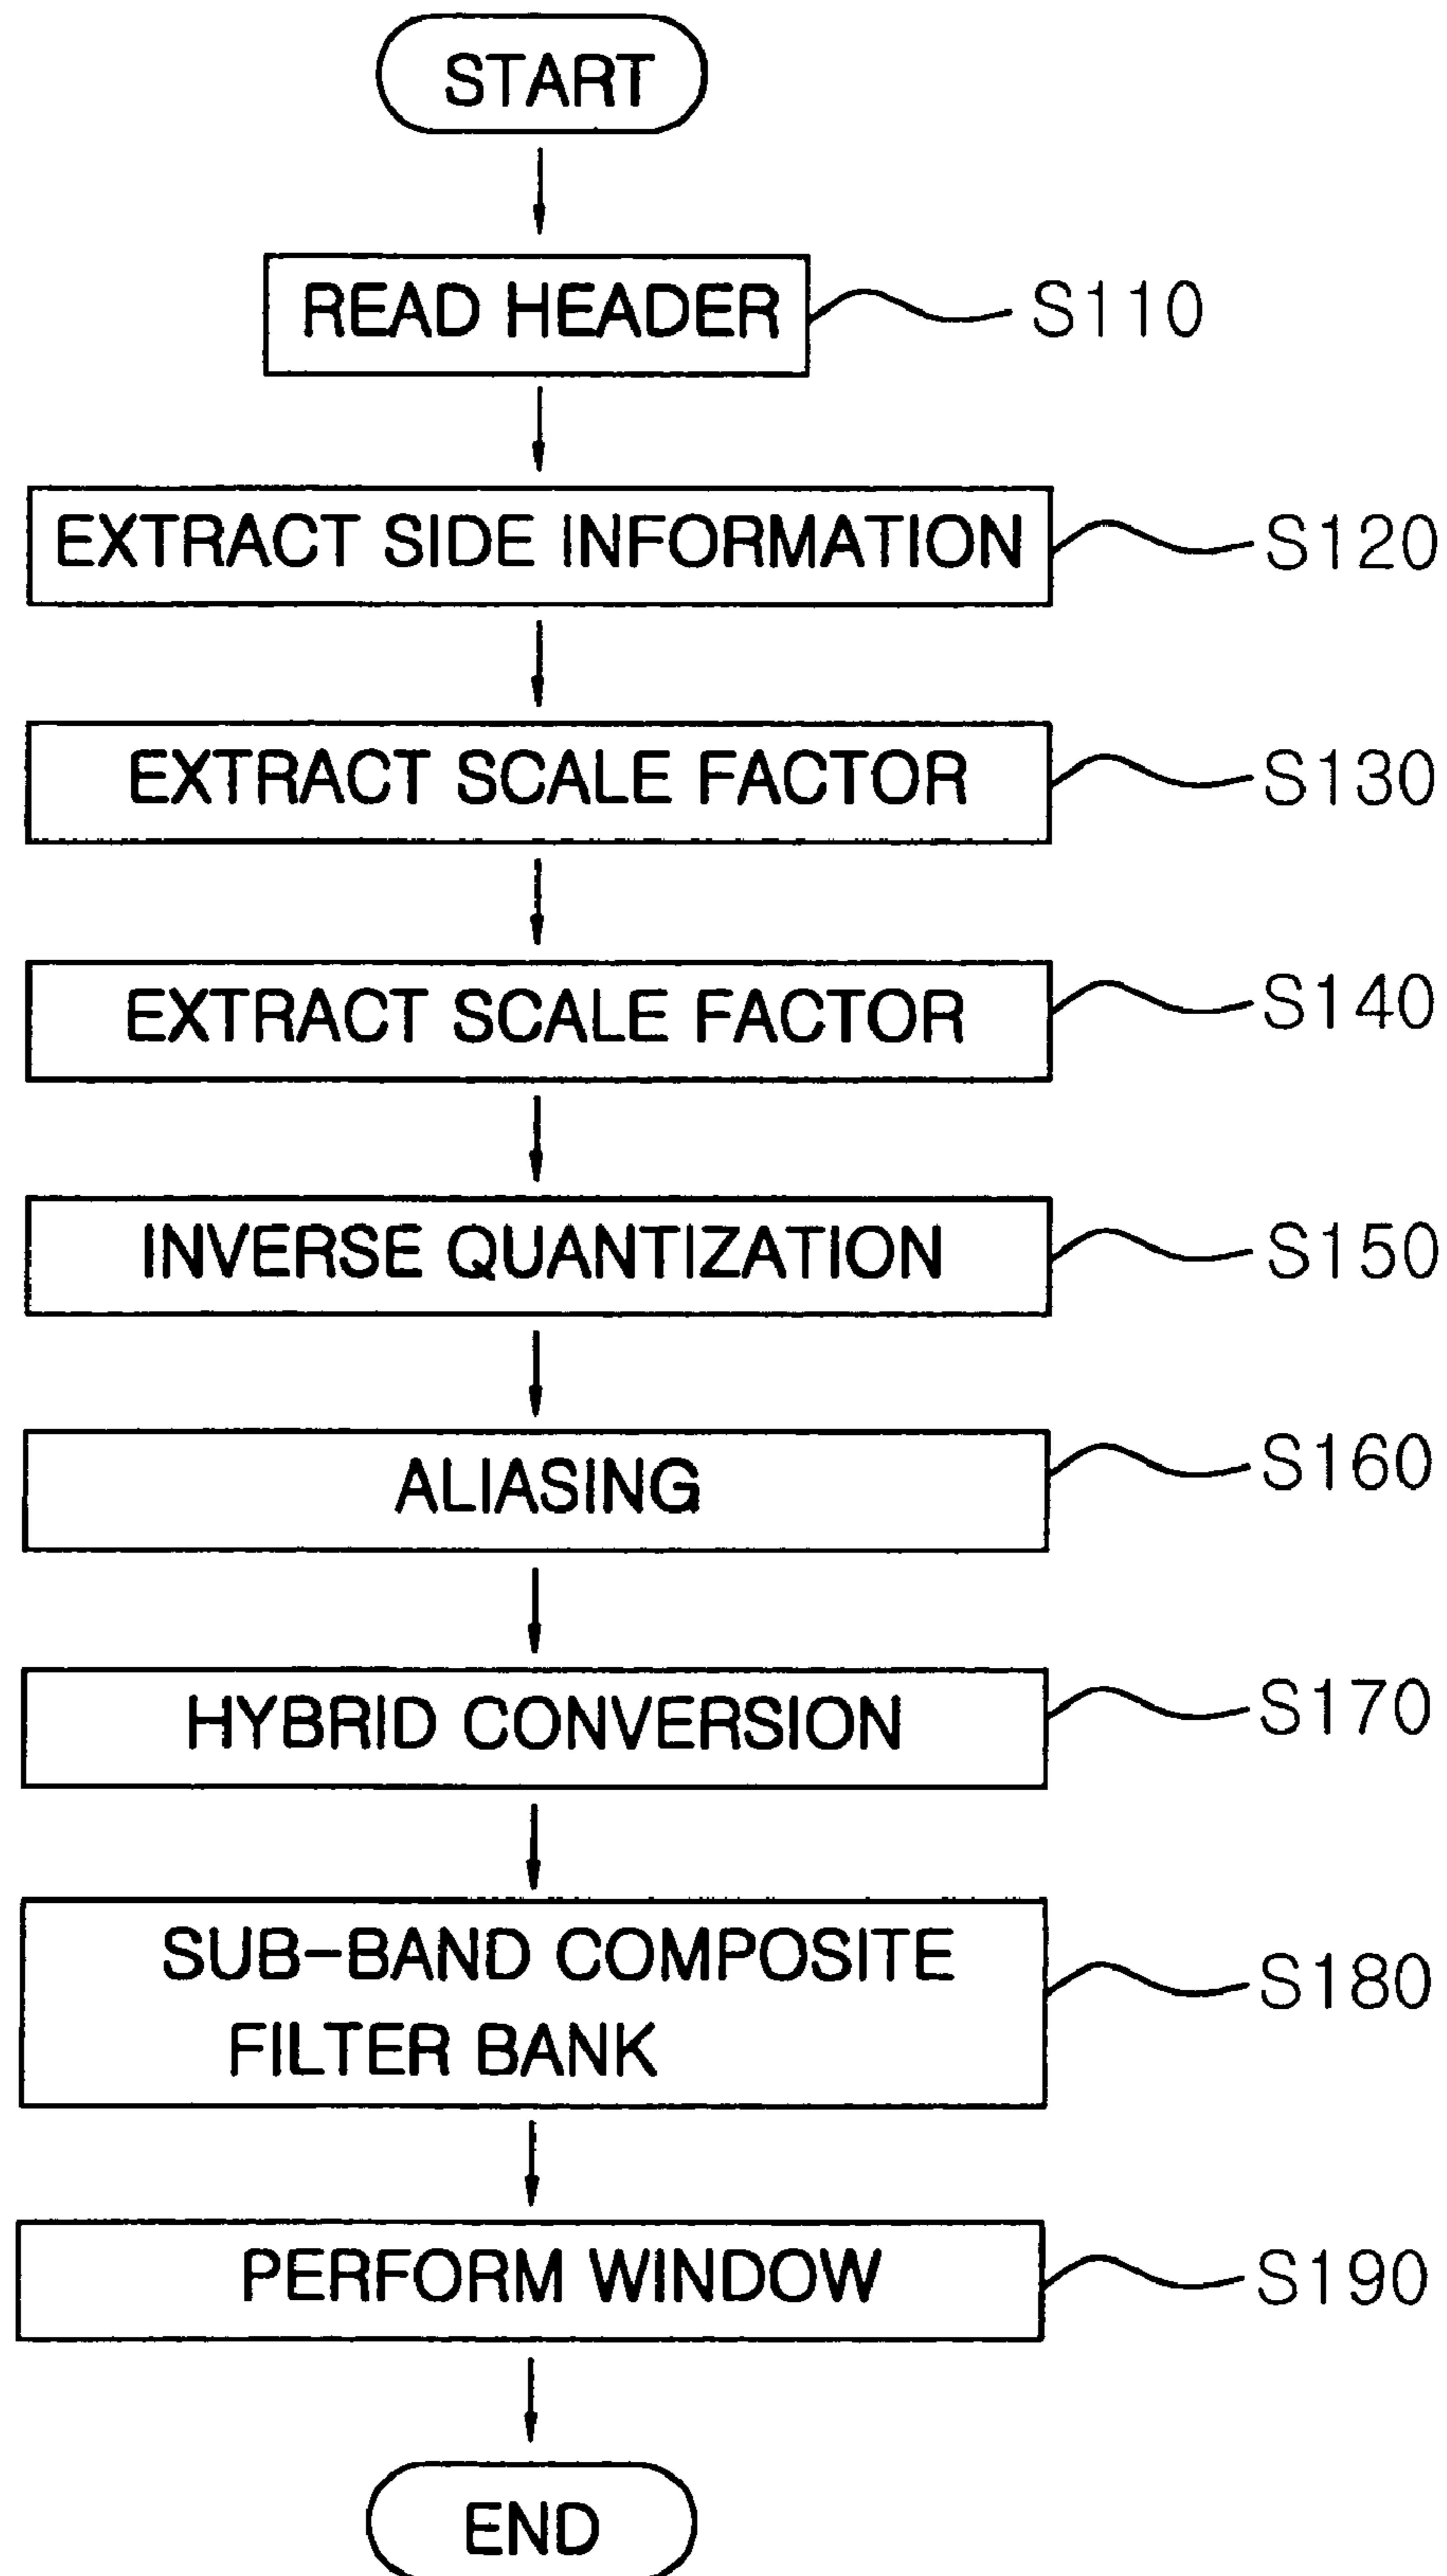 START
READ HEADER S110
EXTRACT SIDE INFORMATION S120
EXTRACT SCALE FACTOR S130
EXTRACT SCALE FACTOR S140
INVERSE QUANTIZATION S150
ALIASING S160
HYBRID CONVERSION S170
SUB-BAND COMPOSITE S180
FILTER BANK
PERFORM WINDOW S190
END